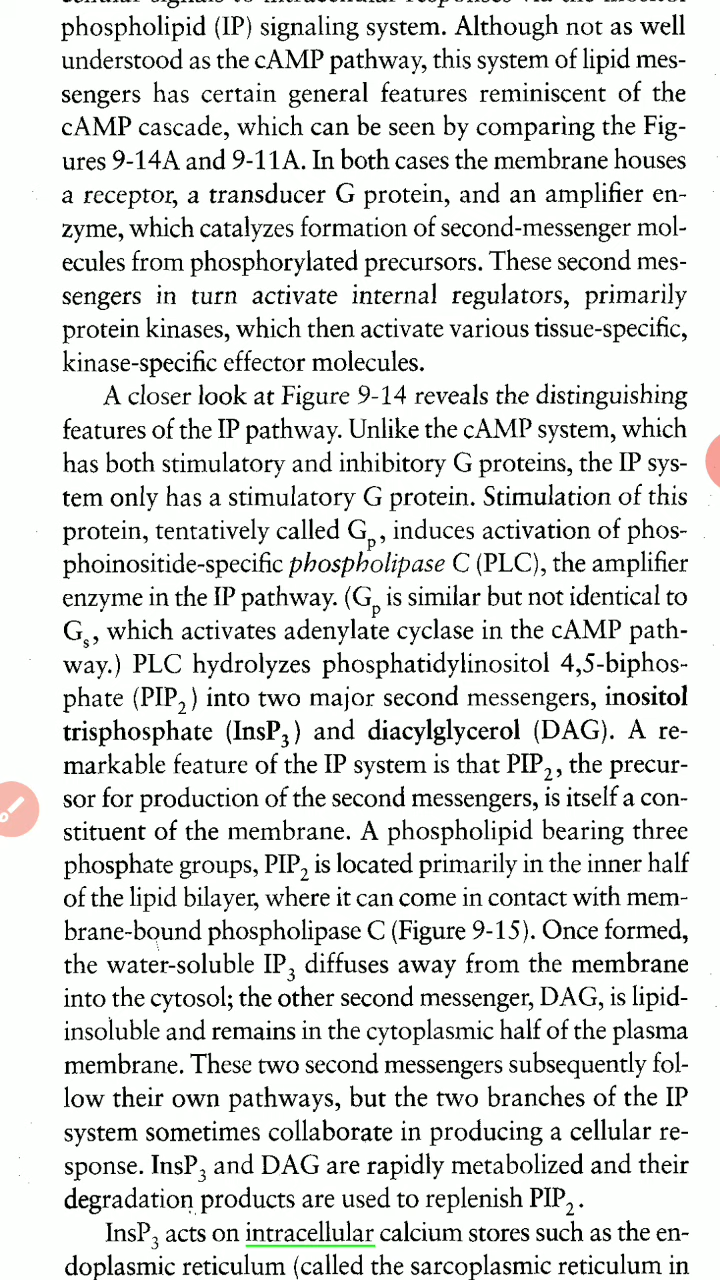 phospholipid (IP) signaling system. Although not as well
understood as the cAMP pathway, this system of lipid mes-
sengers has certain general features reminiscent of the
cAMP cascade, which can be seen by comparing the Fig-
ures 9-14A and 9-11A. In both cases the membrane houses
a receptor, a transducer G protein, and an amplifier en-
zyme, which catalyzes formation of second-messenger mol-
ecules from phosphorylated precursors. These second mes-
sengers in turn activate internal regulators, primarily
protein kinases, which then activate various tissue-specific,
kinase-specific effector molecules.
A closer look at Figure 9-14 reveals the distinguishing
features of the IP pathway. Unlike the cAMP system, which
has both stimulatory and inhibitory G proteins, the IP sys-
tem only has a stimulatory G protein. Stimulation of this
protein, tentatively called Gₚ, induces activation of phos-
phoinositide-specific phospholipase C (PLC), the amplifier
enzyme in the IP pathway. (Gₚ is similar but not identical to
Gₛ, which activates adenylate cyclase in the cAMP path-
way.) PLC hydrolyzes phosphatidylinositol 4,5-biphos-
phate (PIP₂) into two major second messengers, inositol
trisphosphate (InsP₃) and diacylglycerol (DAG). A re-
markable feature of the IP system is that PIP₂, the precur-
sor for production of the second messengers, is itself a con-
stituent of the membrane. A phospholipid bearing three
phosphate groups, PIP₂ is located primarily in the inner half
of the lipid bilayer, where it can come in contact with mem-
brane-bound phospholipase C (Figure 9-15). Once formed,
the water-soluble IP₃ diffuses away from the membrane
into the cytosol; the other second messenger, DAG, is lipid-
insoluble and remains in the cytoplasmic half of the plasma
membrane. These two second messengers subsequently fol-
low their own pathways, but the two branches of the IP
system sometimes collaborate in producing a cellular re-
sponse. InsP₃ and DAG are rapidly metabolized and their
degradation products are used to replenish PIP₂.
InsP₃ acts on intracellular calcium stores such as the en-
doplasmic reticulum (called the sarcoplasmic reticulum in